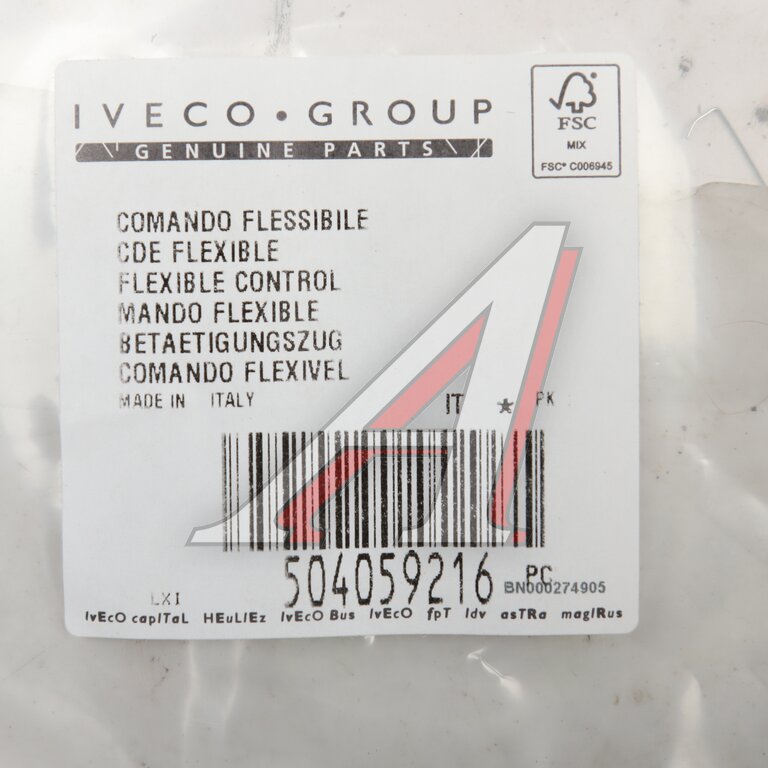 IVECO • GROUP
GENUINE PARTS
FSC
MIX
FSC® C006945
COMANDO FLESSIBILE
CDE FLEXIBLE
FLEXIBLE CONTROL
MANDO FLEXIBLE
BETAETIGUNGSZUG
COMANDO FLEXIVEL
MADE IN ITALY
IT ★ PK
504059216 PC
BN000274905
LXI
IvEcO capITaL HEuLIEz IvEcO Bus IvEcO fpT Idv asTRa magIRus